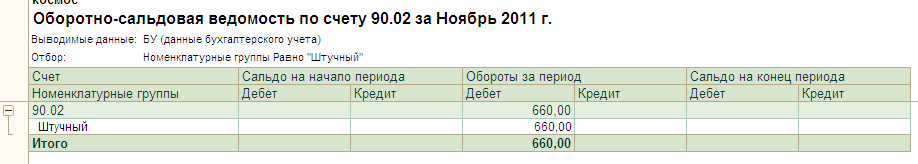 космос
Оборотно-сальдовая ведомость по счету 90.02 за Ноябрь 2011 г.
Выводимые данные: БУ (данные бухгалтерского учета)
Отбор: Номенклатурные группы Равно "Штучный"
Счет Сальдо на начало периода Обороты за период Сальдо на конец периода
Номенклатурные группы Дебет Кредит Дебет Кредит Дебет Кредит
90.02 660,00
Штучный 660,00
Итого 660,00